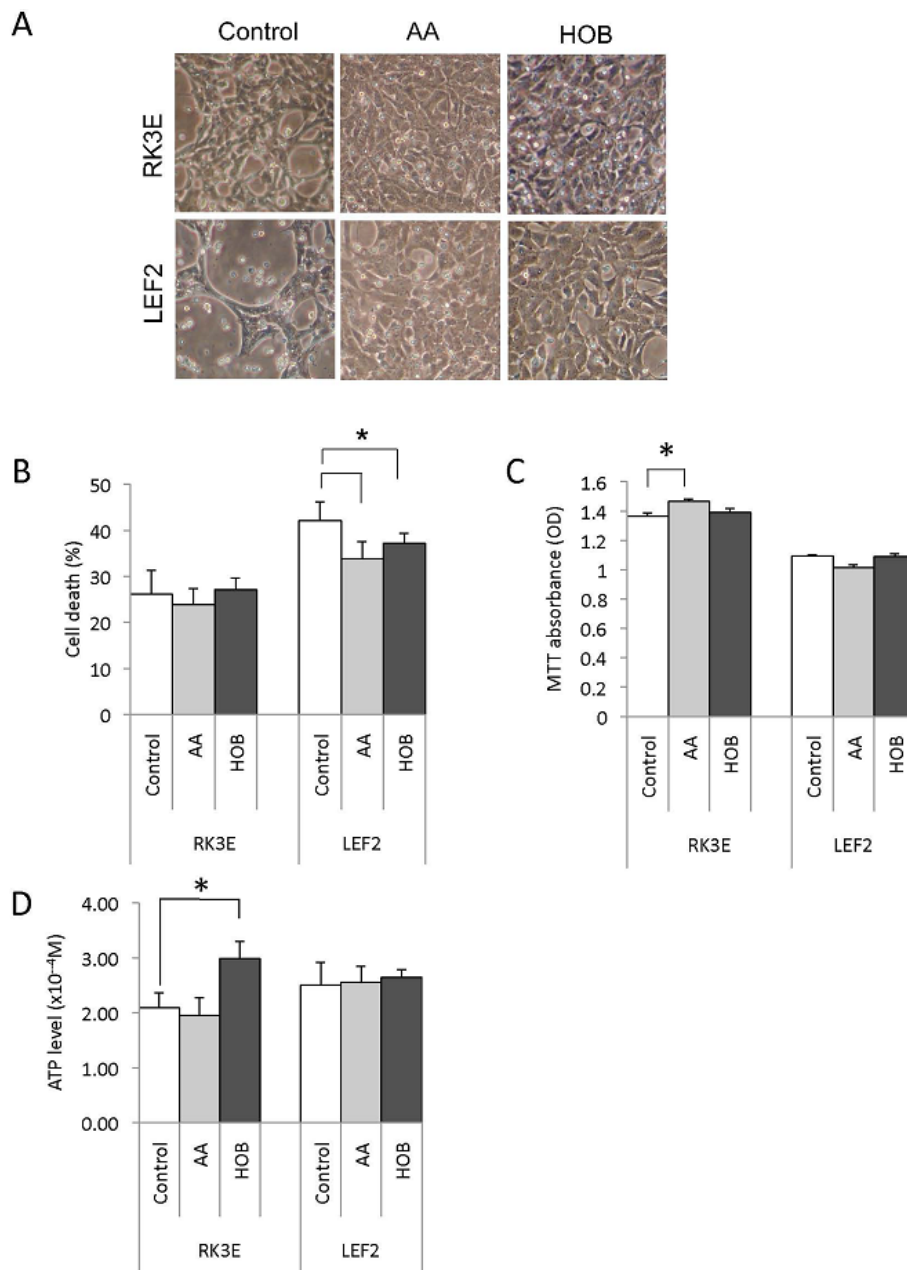 A
Control AA HOB
RK3E
LEF2
B
*
Cell death (%)
50
40
30
20
10
0
Control AA HOB Control AA HOB
RK3E LEF2
C
*
MTT absorbance (OD)
1.6
1.4
1.2
1
0.8
0.6
0.4
0.2
0
Control AA HOB Control AA HOB
RK3E LEF2
D
*
ATP level (x10⁻⁴M)
4.00
3.00
2.00
1.00
0.00
Control AA HOB Control AA HOB
RK3E LEF2